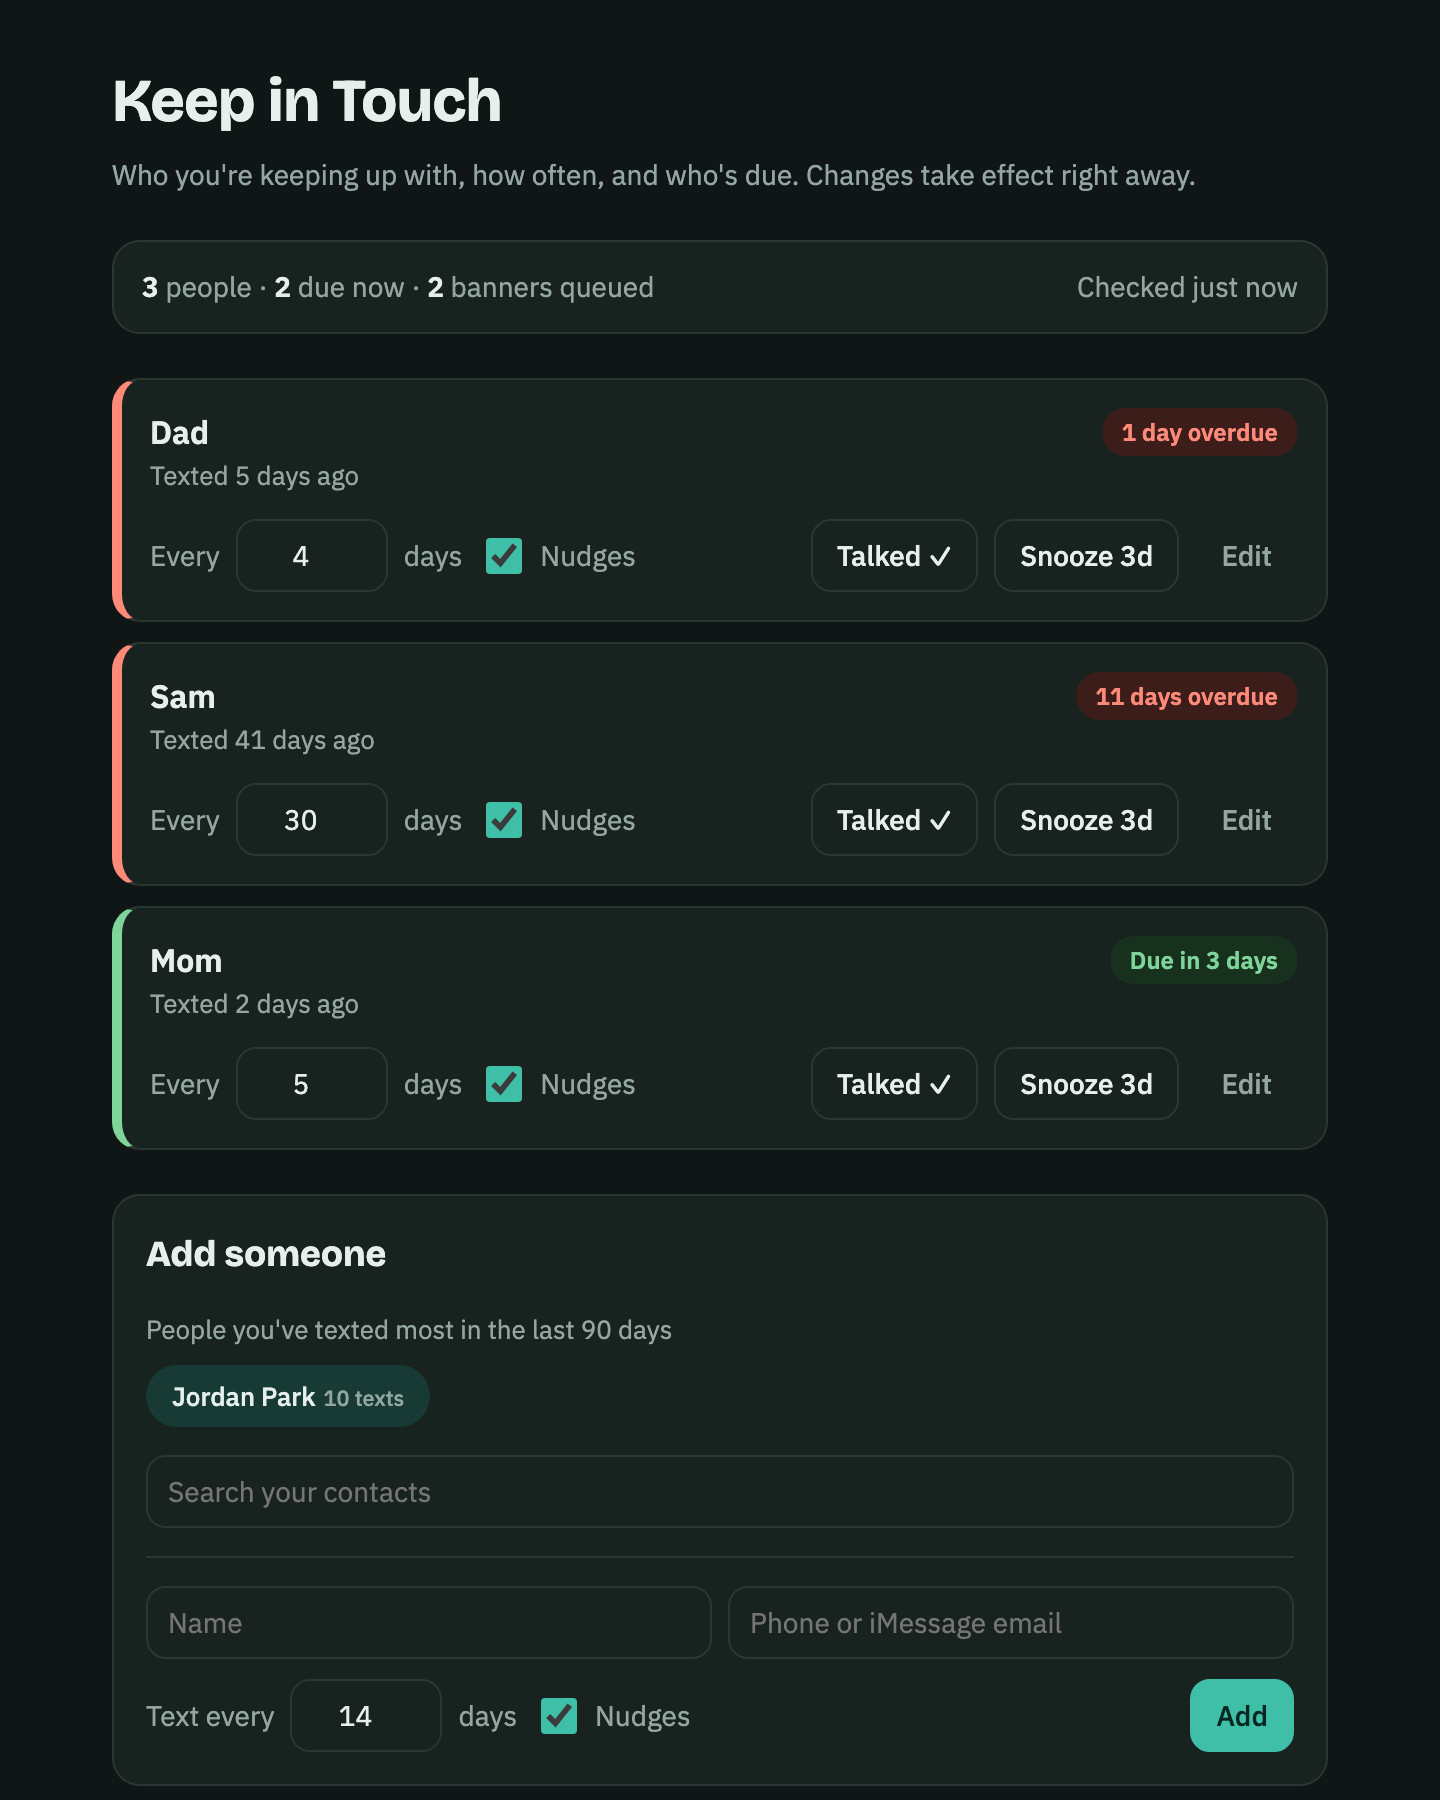 Keep in Touch
Who you're keeping up with, how often, and who's due. Changes take effect right away.
3 people · 2 due now · 2 banners queued Checked just now
Dad 1 day overdue
Texted 5 days ago
Every 4 days Nudges Talked ✓ Snooze 3d Edit
Sam 11 days overdue
Texted 41 days ago
Every 30 days Nudges Talked ✓ Snooze 3d Edit
Mom Due in 3 days
Texted 2 days ago
Every 5 days Nudges Talked ✓ Snooze 3d Edit
Add someone
People you've texted most in the last 90 days
Jordan Park 10 texts
Search your contacts
Name Phone or iMessage email
Text every 14 days Nudges Add